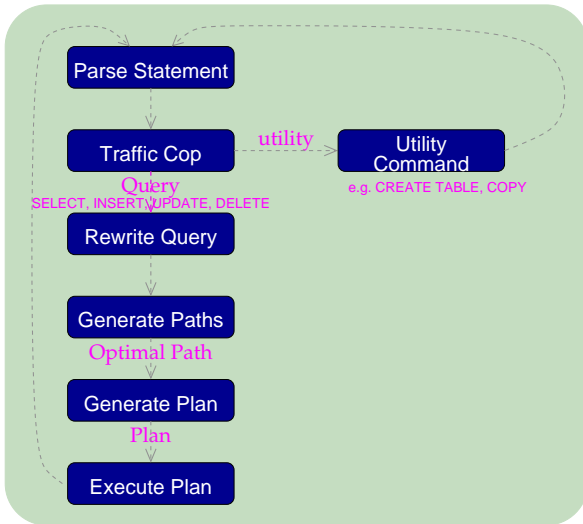 Parse Statement
Traffic Cop
utility
Utility
Command
Query
e.g. CREATE TABLE, COPY
SELECT, INSERT, UPDATE, DELETE
Rewrite Query
Generate Paths
Optimal Path
Generate Plan
Plan
Execute Plan